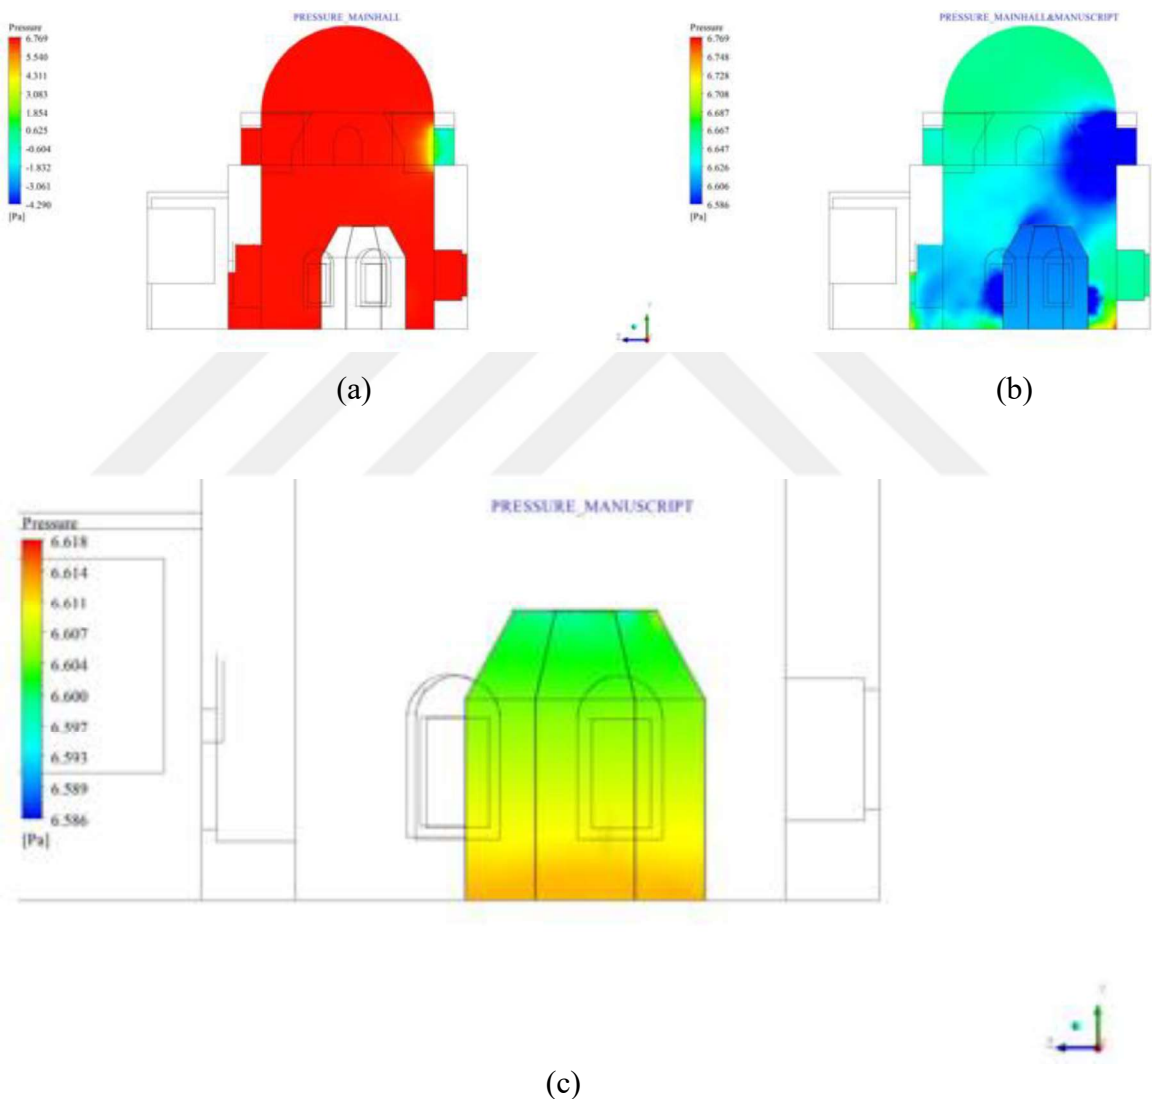 PRESSURE_MAINHALL
Pressure
6.769
5.540
4.311
3.083
1.854
0.625
-0.604
-1.832
-3.061
-4.290
[Pa]
PRESSURE_MAINHALL&MANUSCRIPT
Pressure
6.769
6.748
6.728
6.708
6.687
6.667
6.647
6.626
6.606
6.586
[Pa]
(a)
(b)
PRESSURE_MANUSCRIPT
Pressure
6.618
6.614
6.611
6.607
6.604
6.600
6.597
6.593
6.589
6.586
[Pa]
(c)